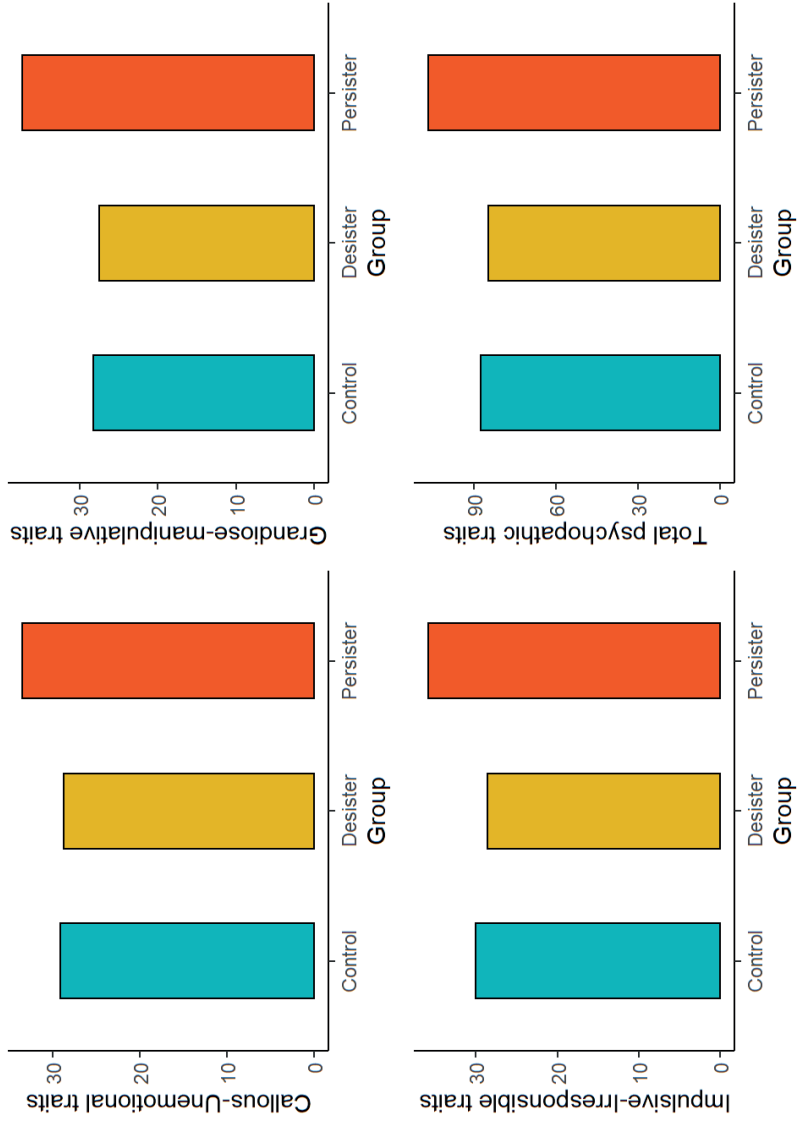 Callous-Unemotional traits
30
20
10
0
Control
Desister
Persister
Group
Grandiose-manipulative traits
30
20
10
0
Control
Desister
Persister
Group
Impulsive-Irresponsible traits
30
20
10
0
Control
Desister
Persister
Group
Total psychopathic traits
90
60
30
0
Control
Desister
Persister
Group